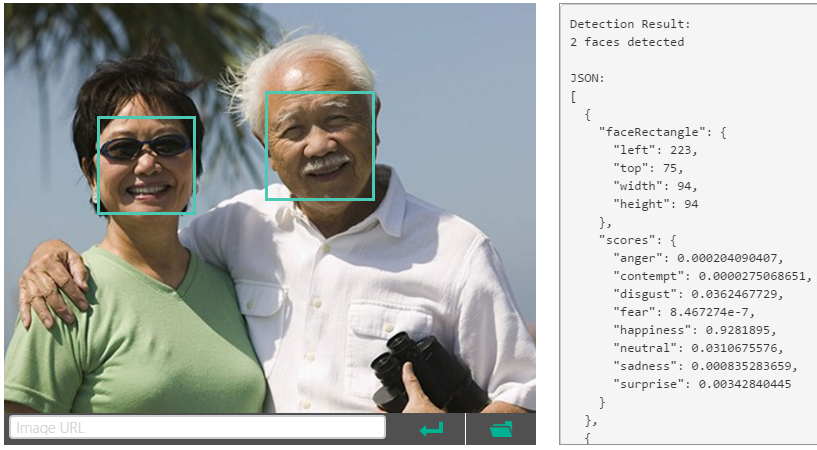 Detection Result:
2 faces detected
JSON:
[
{
"faceRectangle": {
"left": 223,
"top": 75,
"width": 94,
"height": 94
},
"scores": {
"anger": 0.000204090407,
"contempt": 0.0000275068651,
"disgust": 0.0362467729,
"fear": 8.467274e-7,
"happiness": 0.9281895,
"neutral": 0.0310675576,
"sadness": 0.000835283659,
"surprise": 0.00342840445
}
},
{
Image URL